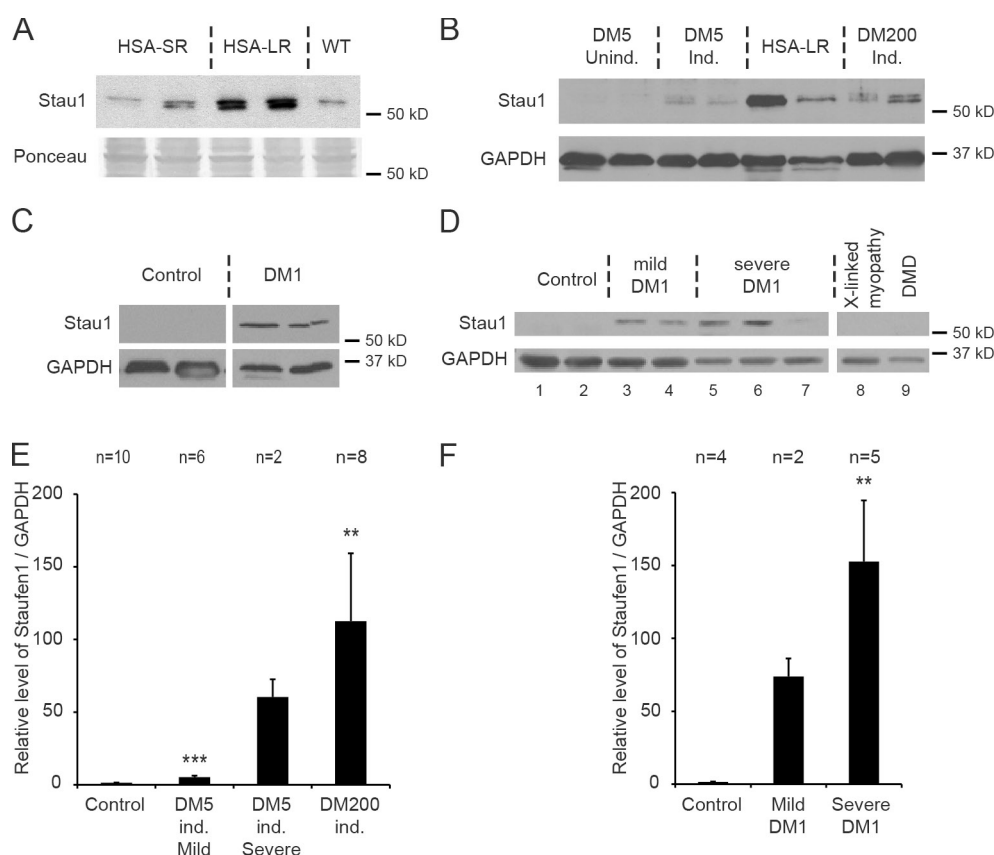 A
HSA-SR HSA-LR WT
Stau1
50 kD
Ponceau
50 kD
B
DM5 Unind.
DM5 Ind.
HSA-LR
DM200 Ind.
Stau1
50 kD
GAPDH
37 kD
C
Control DM1
Stau1
50 kD
GAPDH
37 kD
D
Control
mild DM1
severe DM1
X-linked myopathy
DMD
Stau1
50 kD
GAPDH
37 kD
1 2 3 4 5 6 7 8 9
E
n=10 n=6 n=2 n=8
Relative level of Staufen1 / GAPDH
200
150
100
50
0
***
**
Control
DM5 ind. Mild
DM5 ind. Severe
DM200 ind.
F
n=4 n=2 n=5
Relative level of Staufen1 / GAPDH
200
150
100
50
0
**
Control
Mild DM1
Severe DM1